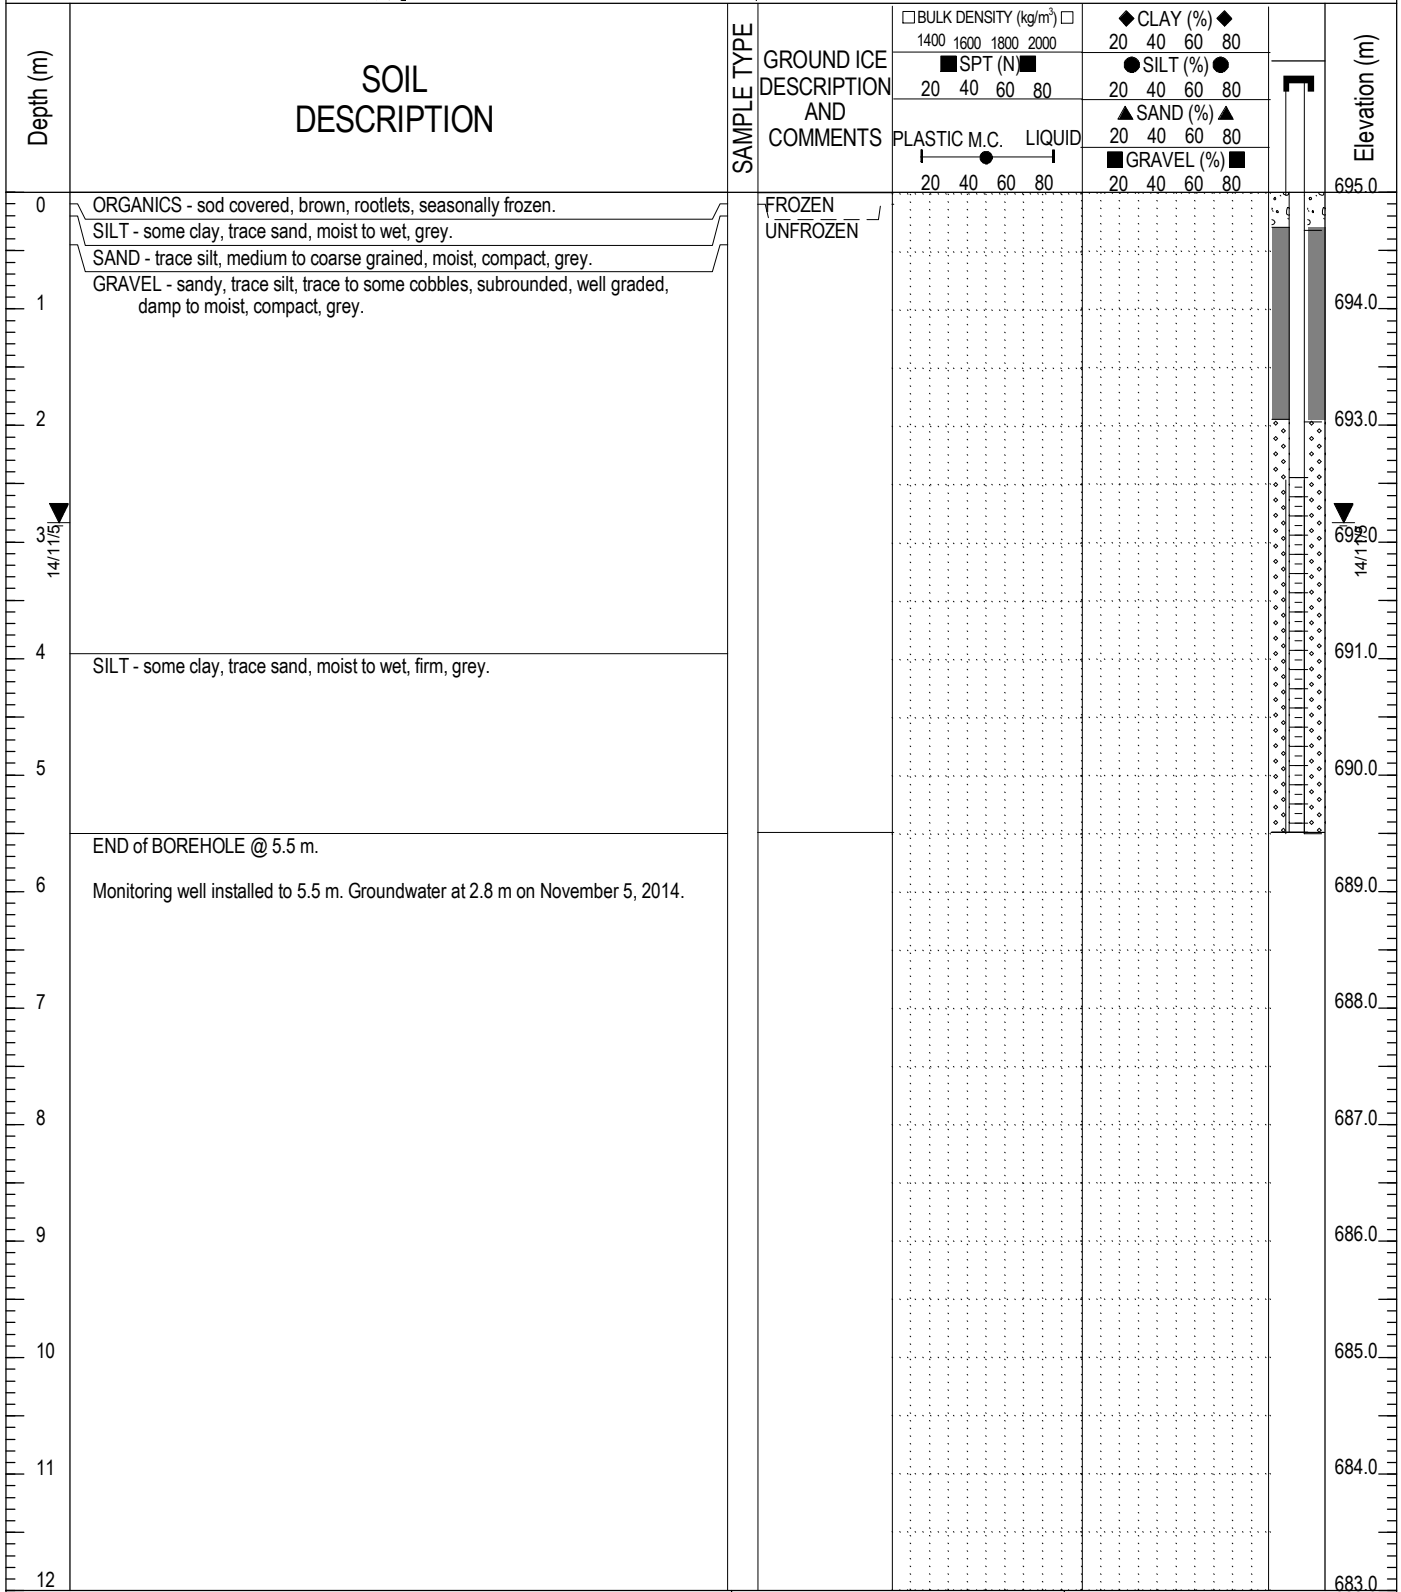 Depth (m)
SOIL
DESCRIPTION
SAMPLE TYPE
GROUND ICE
DESCRIPTION
AND
COMMENTS
□ BULK DENSITY (kg/m³) □
1400 1600 1800 2000
■ SPT (N) ■
20 40 60 80
PLASTIC M.C. LIQUID
20 40 60 80
◆ CLAY (%) ◆
20 40 60 80
● SILT (%) ●
20 40 60 80
▲ SAND (%) ▲
20 40 60 80
■ GRAVEL (%) ■
20 40 60 80
Elevation (m)
695.0
0
ORGANICS - sod covered, brown, rootlets, seasonally frozen.
FROZEN
SILT - some clay, trace sand, moist to wet, grey.
UNFROZEN
SAND - trace silt, medium to coarse grained, moist, compact, grey.
GRAVEL - sandy, trace silt, trace to some cobbles, subrounded, well graded,
damp to moist, compact, grey.
1
694.0
2
693.0
3
14/11/5
692.0
14/11/5
4
691.0
SILT - some clay, trace sand, moist to wet, firm, grey.
5
690.0
END of BOREHOLE @ 5.5 m.
6
689.0
Monitoring well installed to 5.5 m. Groundwater at 2.8 m on November 5, 2014.
7
688.0
8
687.0
9
686.0
10
685.0
11
684.0
12
683.0